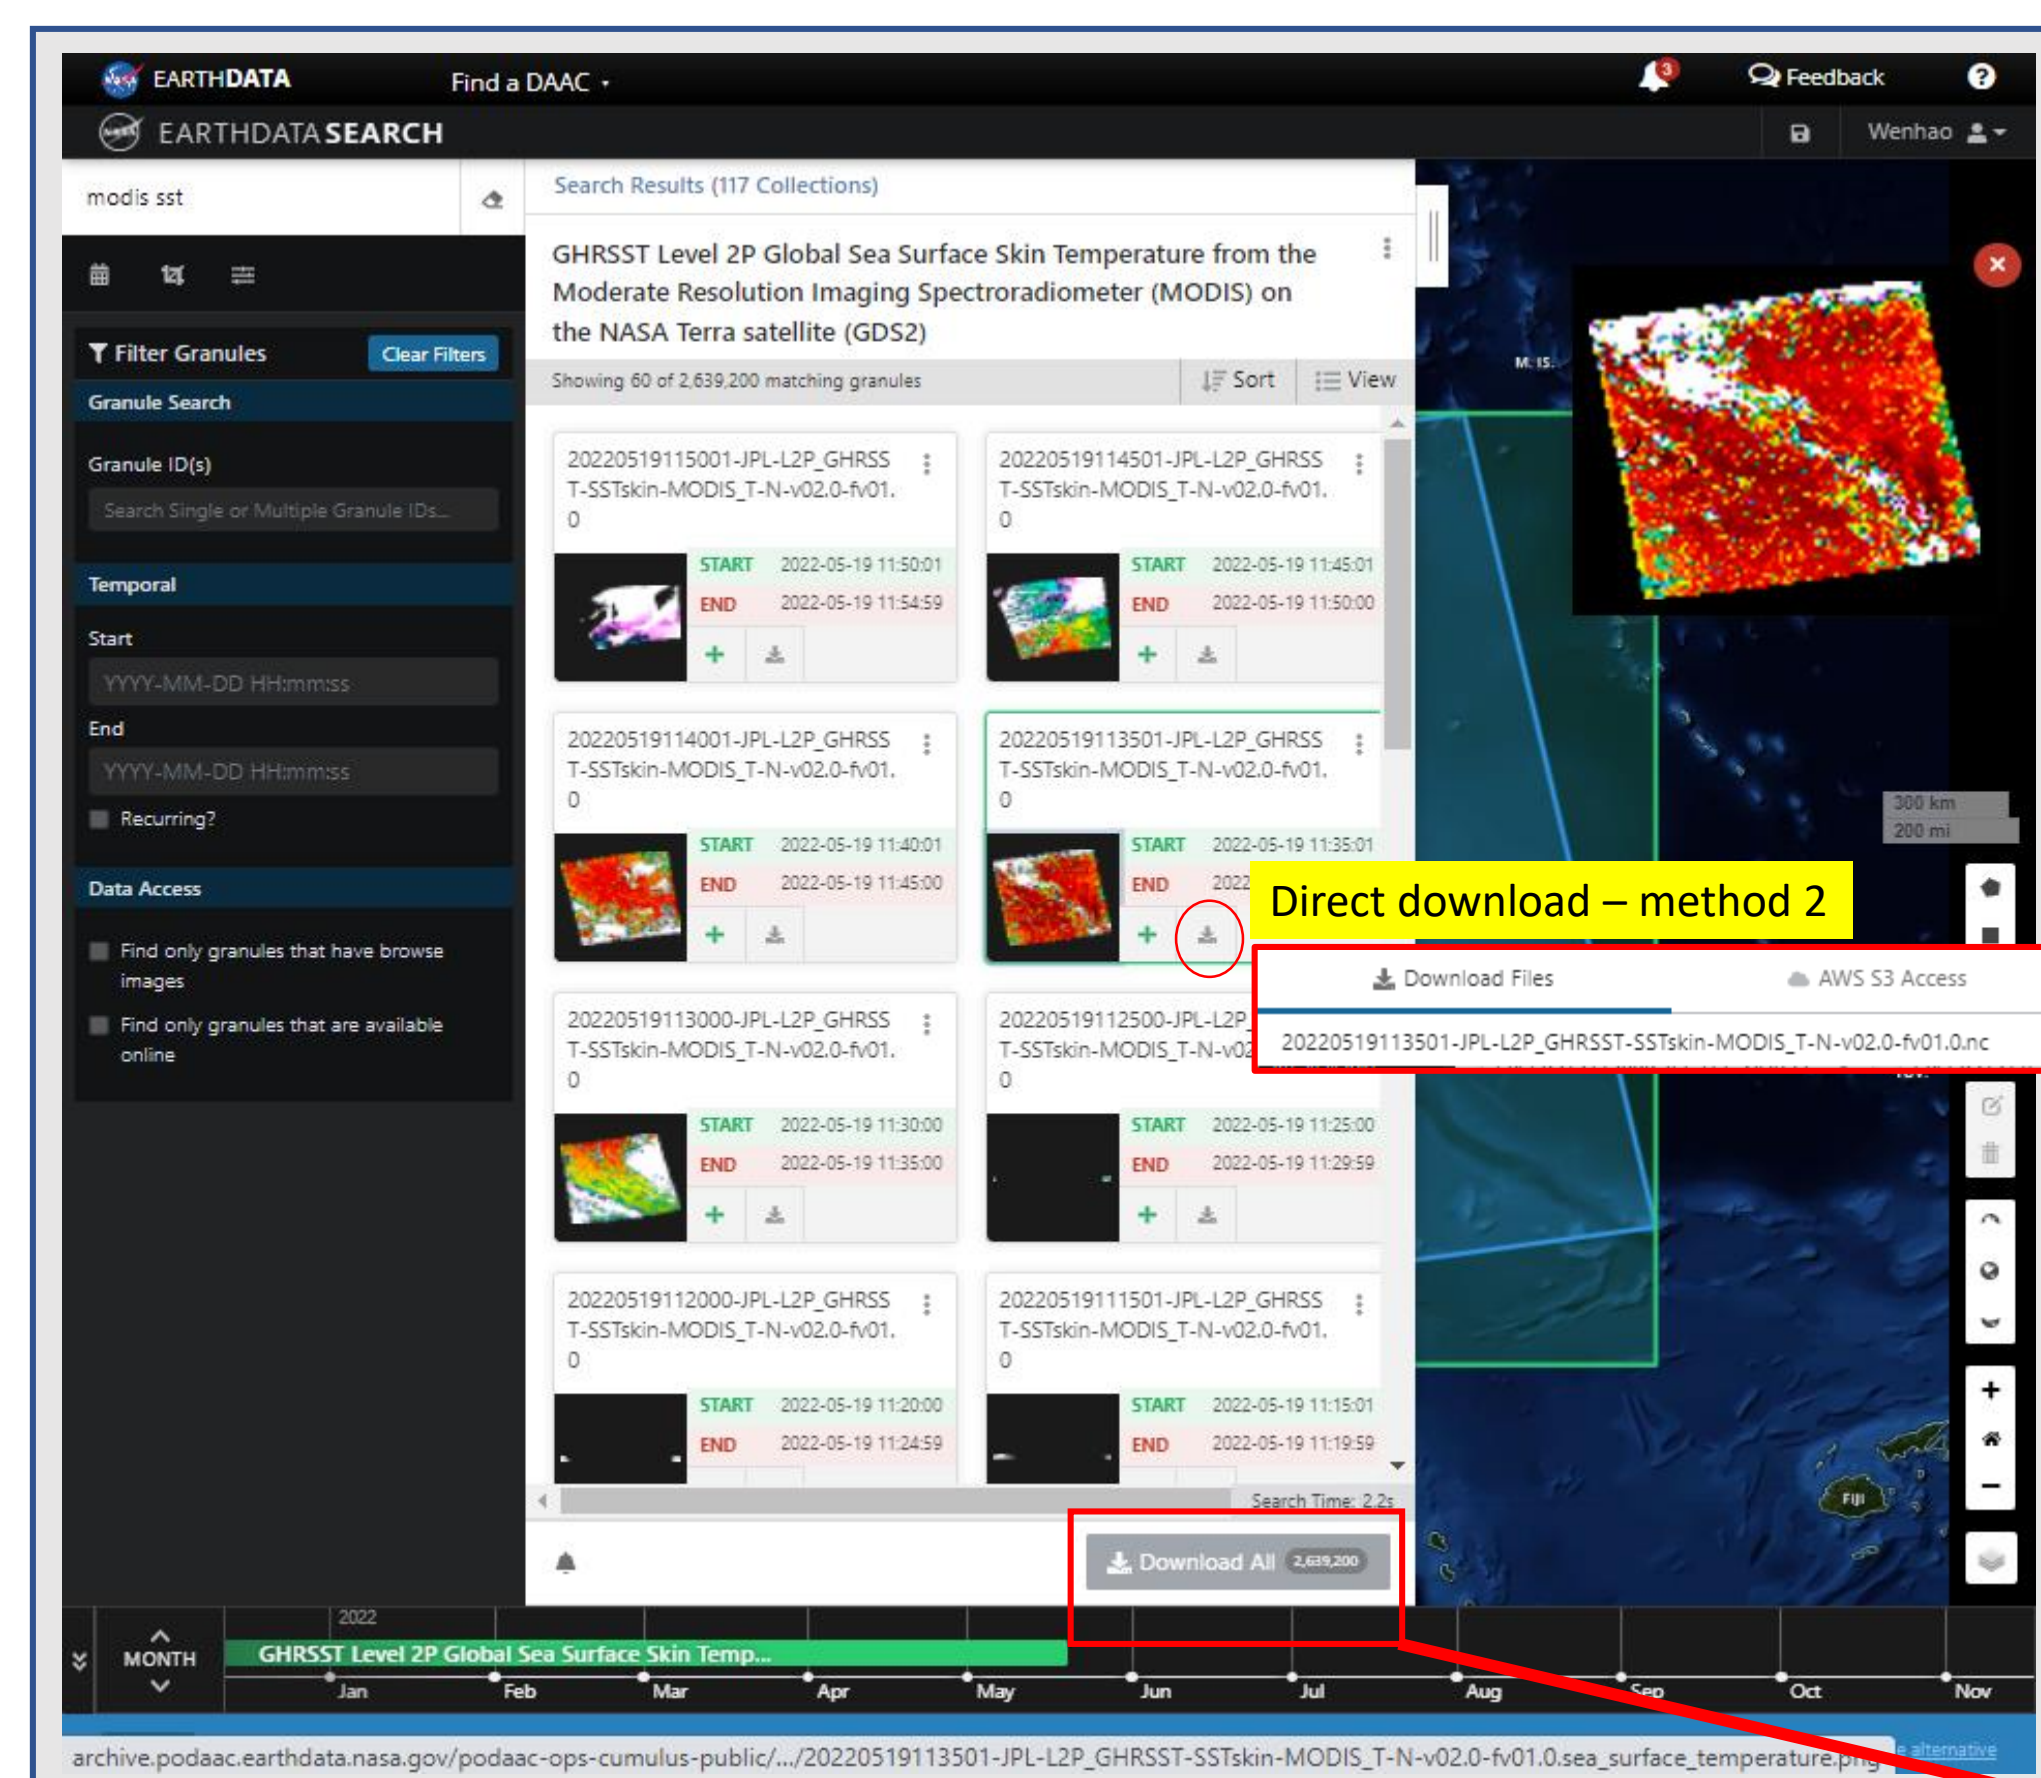 EARTHDATA Find a DAAC 3 Feedback ?
EARTHDATA SEARCH Wenhao
modis sst
Search Results (117 Collections)
GHRSST Level 2P Global Sea Surface Skin Temperature from the
Moderate Resolution Imaging Spectroradiometer (MODIS) on
the NASA Terra satellite (GDS2)
Showing 60 of 2,639,200 matching granules Sort View
Filter Granules Clear Filters
Granule Search
Granule ID(s)
Search Single or Multiple Granule IDs...
Temporal
Start
YYYY-MM-DD HH:mm:ss
End
YYYY-MM-DD HH:mm:ss
Recurring?
Data Access
Find only granules that have browse
images
Find only granules that are available
online
20220519115001-JPL-L2P_GHRSS
T-SSTskin-MODIS_T-N-v02.0-fv01.
0
START 2022-05-19 11:50:01
END 2022-05-19 11:54:59
20220519114501-JPL-L2P_GHRSS
T-SSTskin-MODIS_T-N-v02.0-fv01.
0
START 2022-05-19 11:45:01
END 2022-05-19 11:50:00
20220519114001-JPL-L2P_GHRSS
T-SSTskin-MODIS_T-N-v02.0-fv01.
0
START 2022-05-19 11:40:01
END 2022-05-19 11:45:00
20220519113501-JPL-L2P_GHRSS
T-SSTskin-MODIS_T-N-v02.0-fv01.
0
START 2022-05-19 11:35:01
END 2022
Direct download – method 2
Download Files AWS S3 Access
20220519113501-JPL-L2P_GHRSST-SSTskin-MODIS_T-N-v02.0-fv01.0.nc
20220519113000-JPL-L2P_GHRSS
T-SSTskin-MODIS_T-N-v02.0-fv01.
0
START 2022-05-19 11:30:00
END 2022-05-19 11:35:00
20220519112500-JPL-L2P_
T-SSTskin-MODIS_T-N-v02
0
START 2022-05-19 11:25:00
END 2022-05-19 11:29:59
20220519112000-JPL-L2P_GHRSS
T-SSTskin-MODIS_T-N-v02.0-fv01.
0
START 2022-05-19 11:20:00
END 2022-05-19 11:24:59
20220519111501-JPL-L2P_GHRSS
T-SSTskin-MODIS_T-N-v02.0-fv01.
0
START 2022-05-19 11:15:01
END 2022-05-19 11:19:59
Search Time: 2.2s
Download All 2,639,200
M. IS.
300 km
200 mi
FIJI
2022
MONTH
GHRSST Level 2P Global Sea Surface Skin Temp...
Jan Feb Mar Apr May Jun Jul Aug Sep Oct Nov
archive.podaac.earthdata.nasa.gov/podaac-ops-cumulus-public/.../20220519113501-JPL-L2P_GHRSST-SSTskin-MODIS_T-N-v02.0-fv01.0.sea_surface_temperature.png
alternative